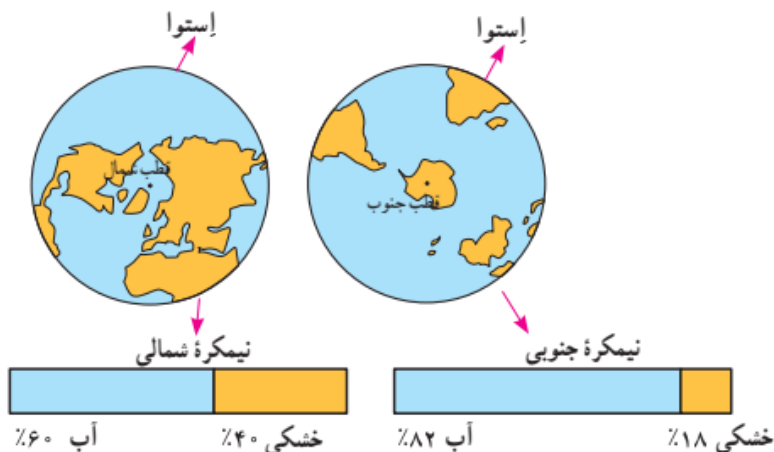 اِستوا
اِستوا
قطب شمال
قطب جنوب
نیمکرهٔ شمالی
نیمکرهٔ جنوبی
خشکی ۴۰٪ آب ۶۰٪
خشکی ۱۸٪ آب ۸۲٪